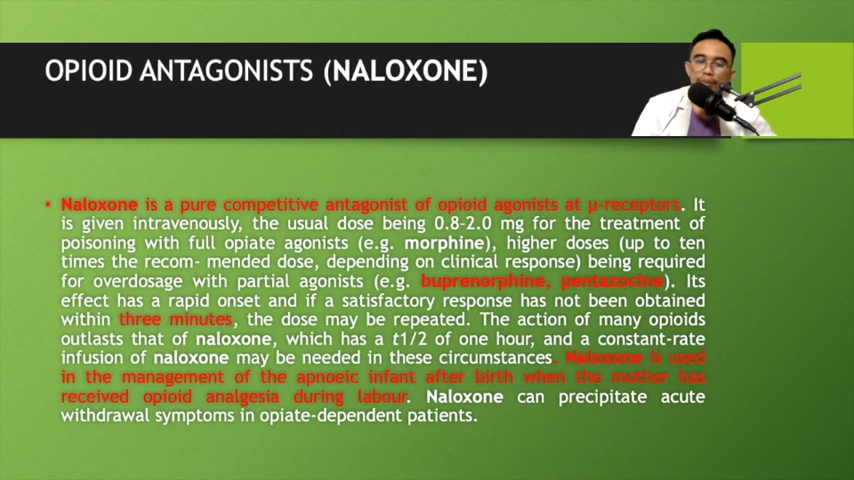 OPIOID ANTAGONISTS (NALOXONE)
• Naloxone is a pure competitive antagonist of opioid agonists at μ-receptors. It
is given intravenously, the usual dose being 0.8-2.0 mg for the treatment of
poisoning with full opiate agonists (e.g. morphine), higher doses (up to ten
times the recom- mended dose, depending on clinical response) being required
for overdosage with partial agonists (e.g. buprenorphine, pentazocine). Its
effect has a rapid onset and if a satisfactory response has not been obtained
within three minutes, the dose may be repeated. The action of many opioids
outlasts that of naloxone, which has a t1/2 of one hour, and a constant-rate
infusion of naloxone may be needed in these circumstances. Naloxone is used
in the management of the apnoeic infant after birth when the mother has
received opioid analgesia during labour. Naloxone can precipitate acute
withdrawal symptoms in opiate-dependent patients.